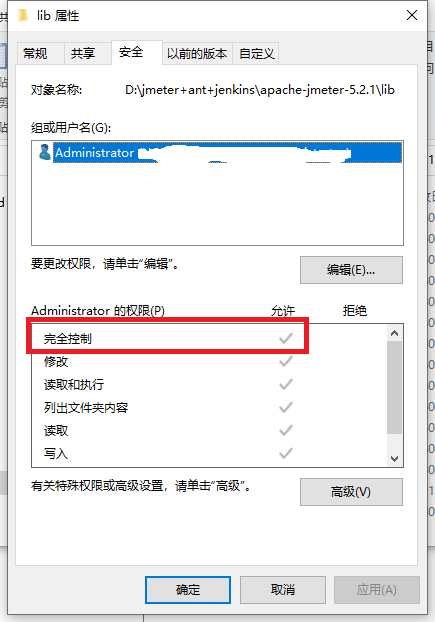 lib 属性
常规
共享
安全
以前的版本
自定义
对象名称:
D:\jmeter+ant+jenkins\apache-jmeter-5.2.1\lib
组或用户名(G):
Administrator
要更改权限，请单击“编辑”。
编辑(E)...
Administrator 的权限(P)
允许
拒绝
完全控制
修改
读取和执行
列出文件夹内容
读取
写入
有关特殊权限或高级设置，请单击“高级”。
高级(V)
确定
取消
应用(A)